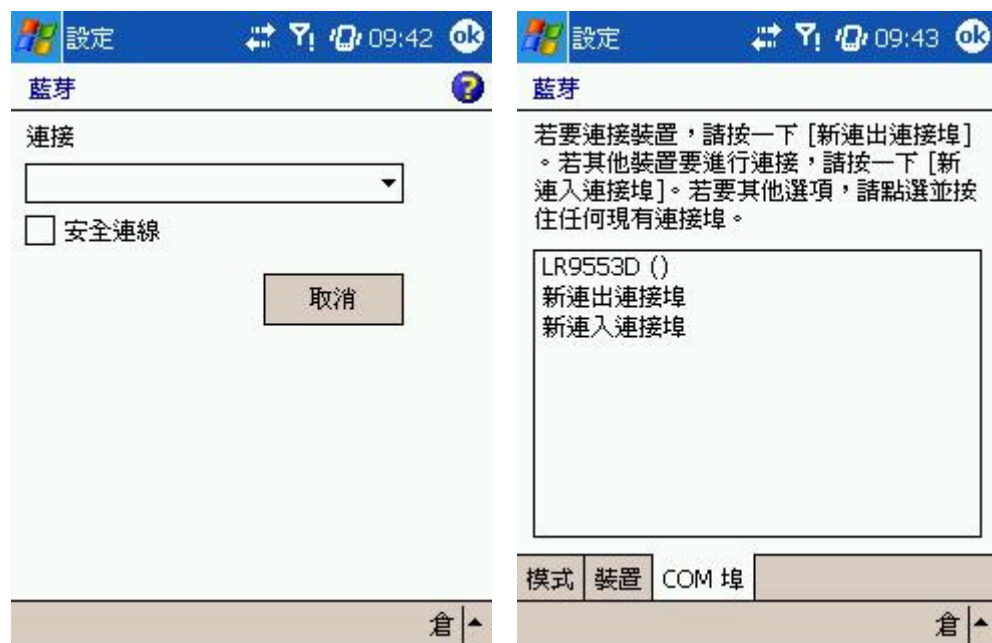 設定 09:42 ok
藍芽 ?
連接
安全連線
取消
倉
設定 09:43 ok
藍芽
若要連接裝置，請按一下 [新連出連接埠]
。若其他裝置要進行連接，請按一下 [新
連入連接埠]。若要其他選項，請點選並按
住任何現有連接埠。
LR9553D ()
新連出連接埠
新連入連接埠
模式 裝置 COM 埠
倉